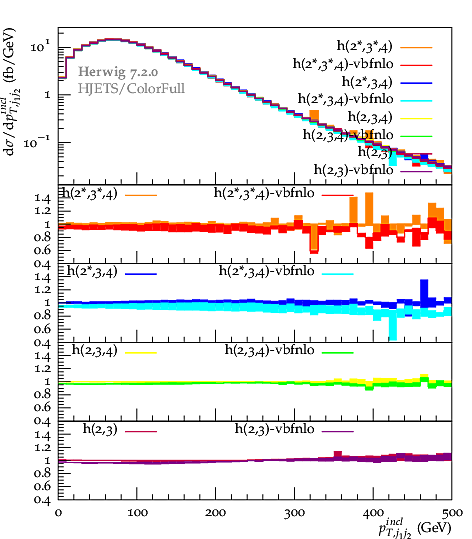 dσ/dp^{incl}_{T,j₁j₂} (fb/GeV)
10¹
1
10⁻¹
Herwig 7.2.0
HJETS/ColorFull
h(2*,3*,4)
h(2*,3*,4)-vbfnlo
h(2*,3,4)
h(2*,3,4)-vbfnlo
h(2,3,4)
h(2,3,4)-vbfnlo
h(2,3)
h(2,3)-vbfnlo
h(2*,3*,4) h(2*,3*,4)-vbfnlo
1.4
1.2
1
0.8
0.6
0.4
h(2*,3,4) h(2*,3,4)-vbfnlo
1.4
1.2
1
0.8
0.6
0.4
h(2,3,4) h(2,3,4)-vbfnlo
1.4
1.2
1
0.8
0.6
0.4
h(2,3) h(2,3)-vbfnlo
1.4
1.2
1
0.8
0.6
0.4
0 100 200 300 400 500
p^{incl}_{T,j₁j₂} (GeV)